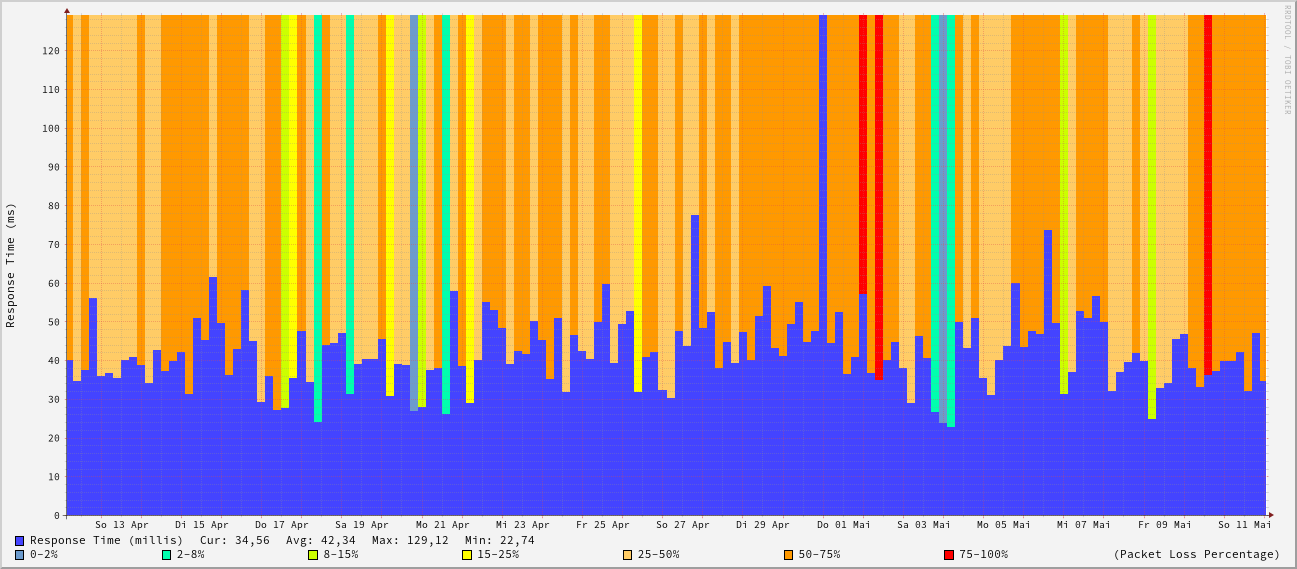 RRDTOOL / TOBI OETIKER
Response Time (ms)
120
110
100
90
80
70
60
50
40
30
20
10
0
So 13 Apr Di 15 Apr Do 17 Apr Sa 19 Apr Mo 21 Apr Mi 23 Apr Fr 25 Apr So 27 Apr Di 29 Apr Do 01 Mai Sa 03 Mai Mo 05 Mai Mi 07 Mai Fr 09 Mai So 11 Mai
Response Time (millis) Cur: 34,56 Avg: 42,34 Max: 129,12 Min: 22,74
0-2% 2-8% 8-15% 15-25% 25-50% 50-75% 75-100% (Packet Loss Percentage)